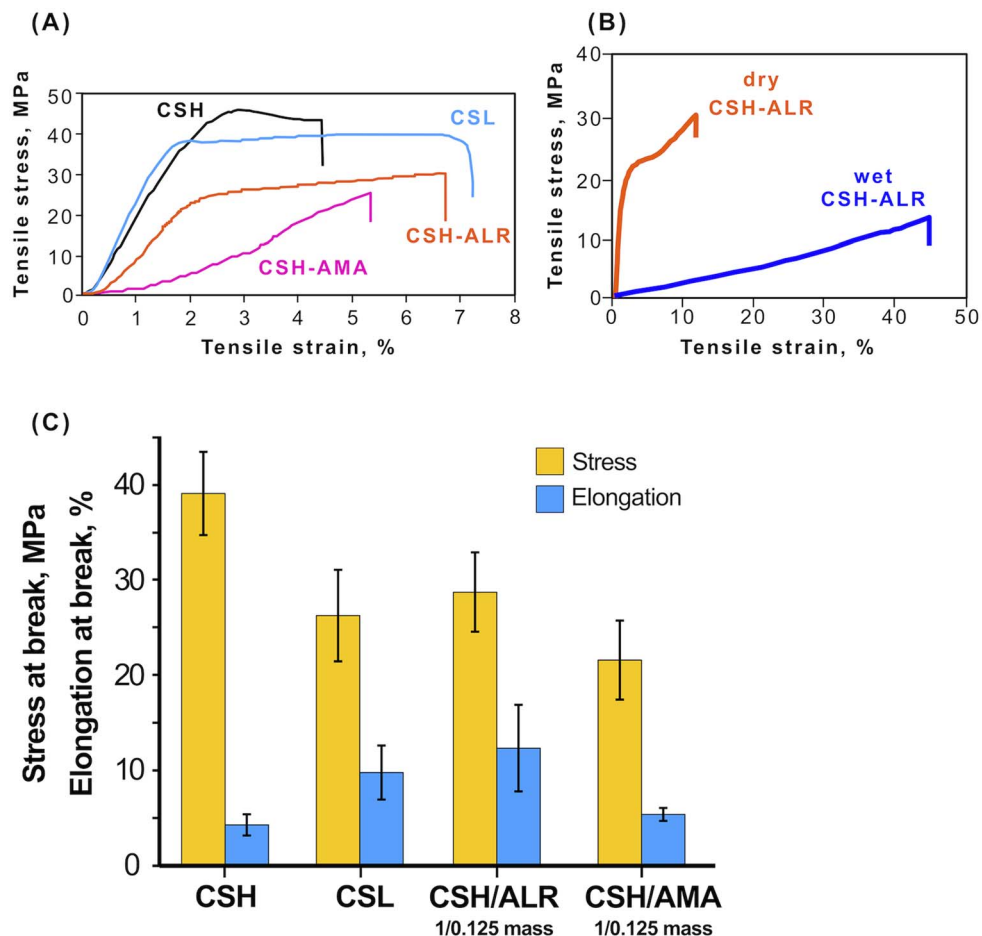 (A)
50
40
30
20
10
0
Tensile stress, MPa
CSH
CSL
CSH-ALR
CSH-AMA
0 1 2 3 4 5 6 7 8
Tensile strain, %
(B)
40
30
20
10
0
Tensile stress, MPa
dry
CSH-ALR
wet
CSH-ALR
0 10 20 30 40 50
Tensile strain, %
(C)
Stress at break, MPa
Elongation at break, %
40
30
20
10
0
Stress
Elongation
CSH CSL CSH/ALR CSH/AMA
1/0.125 mass 1/0.125 mass